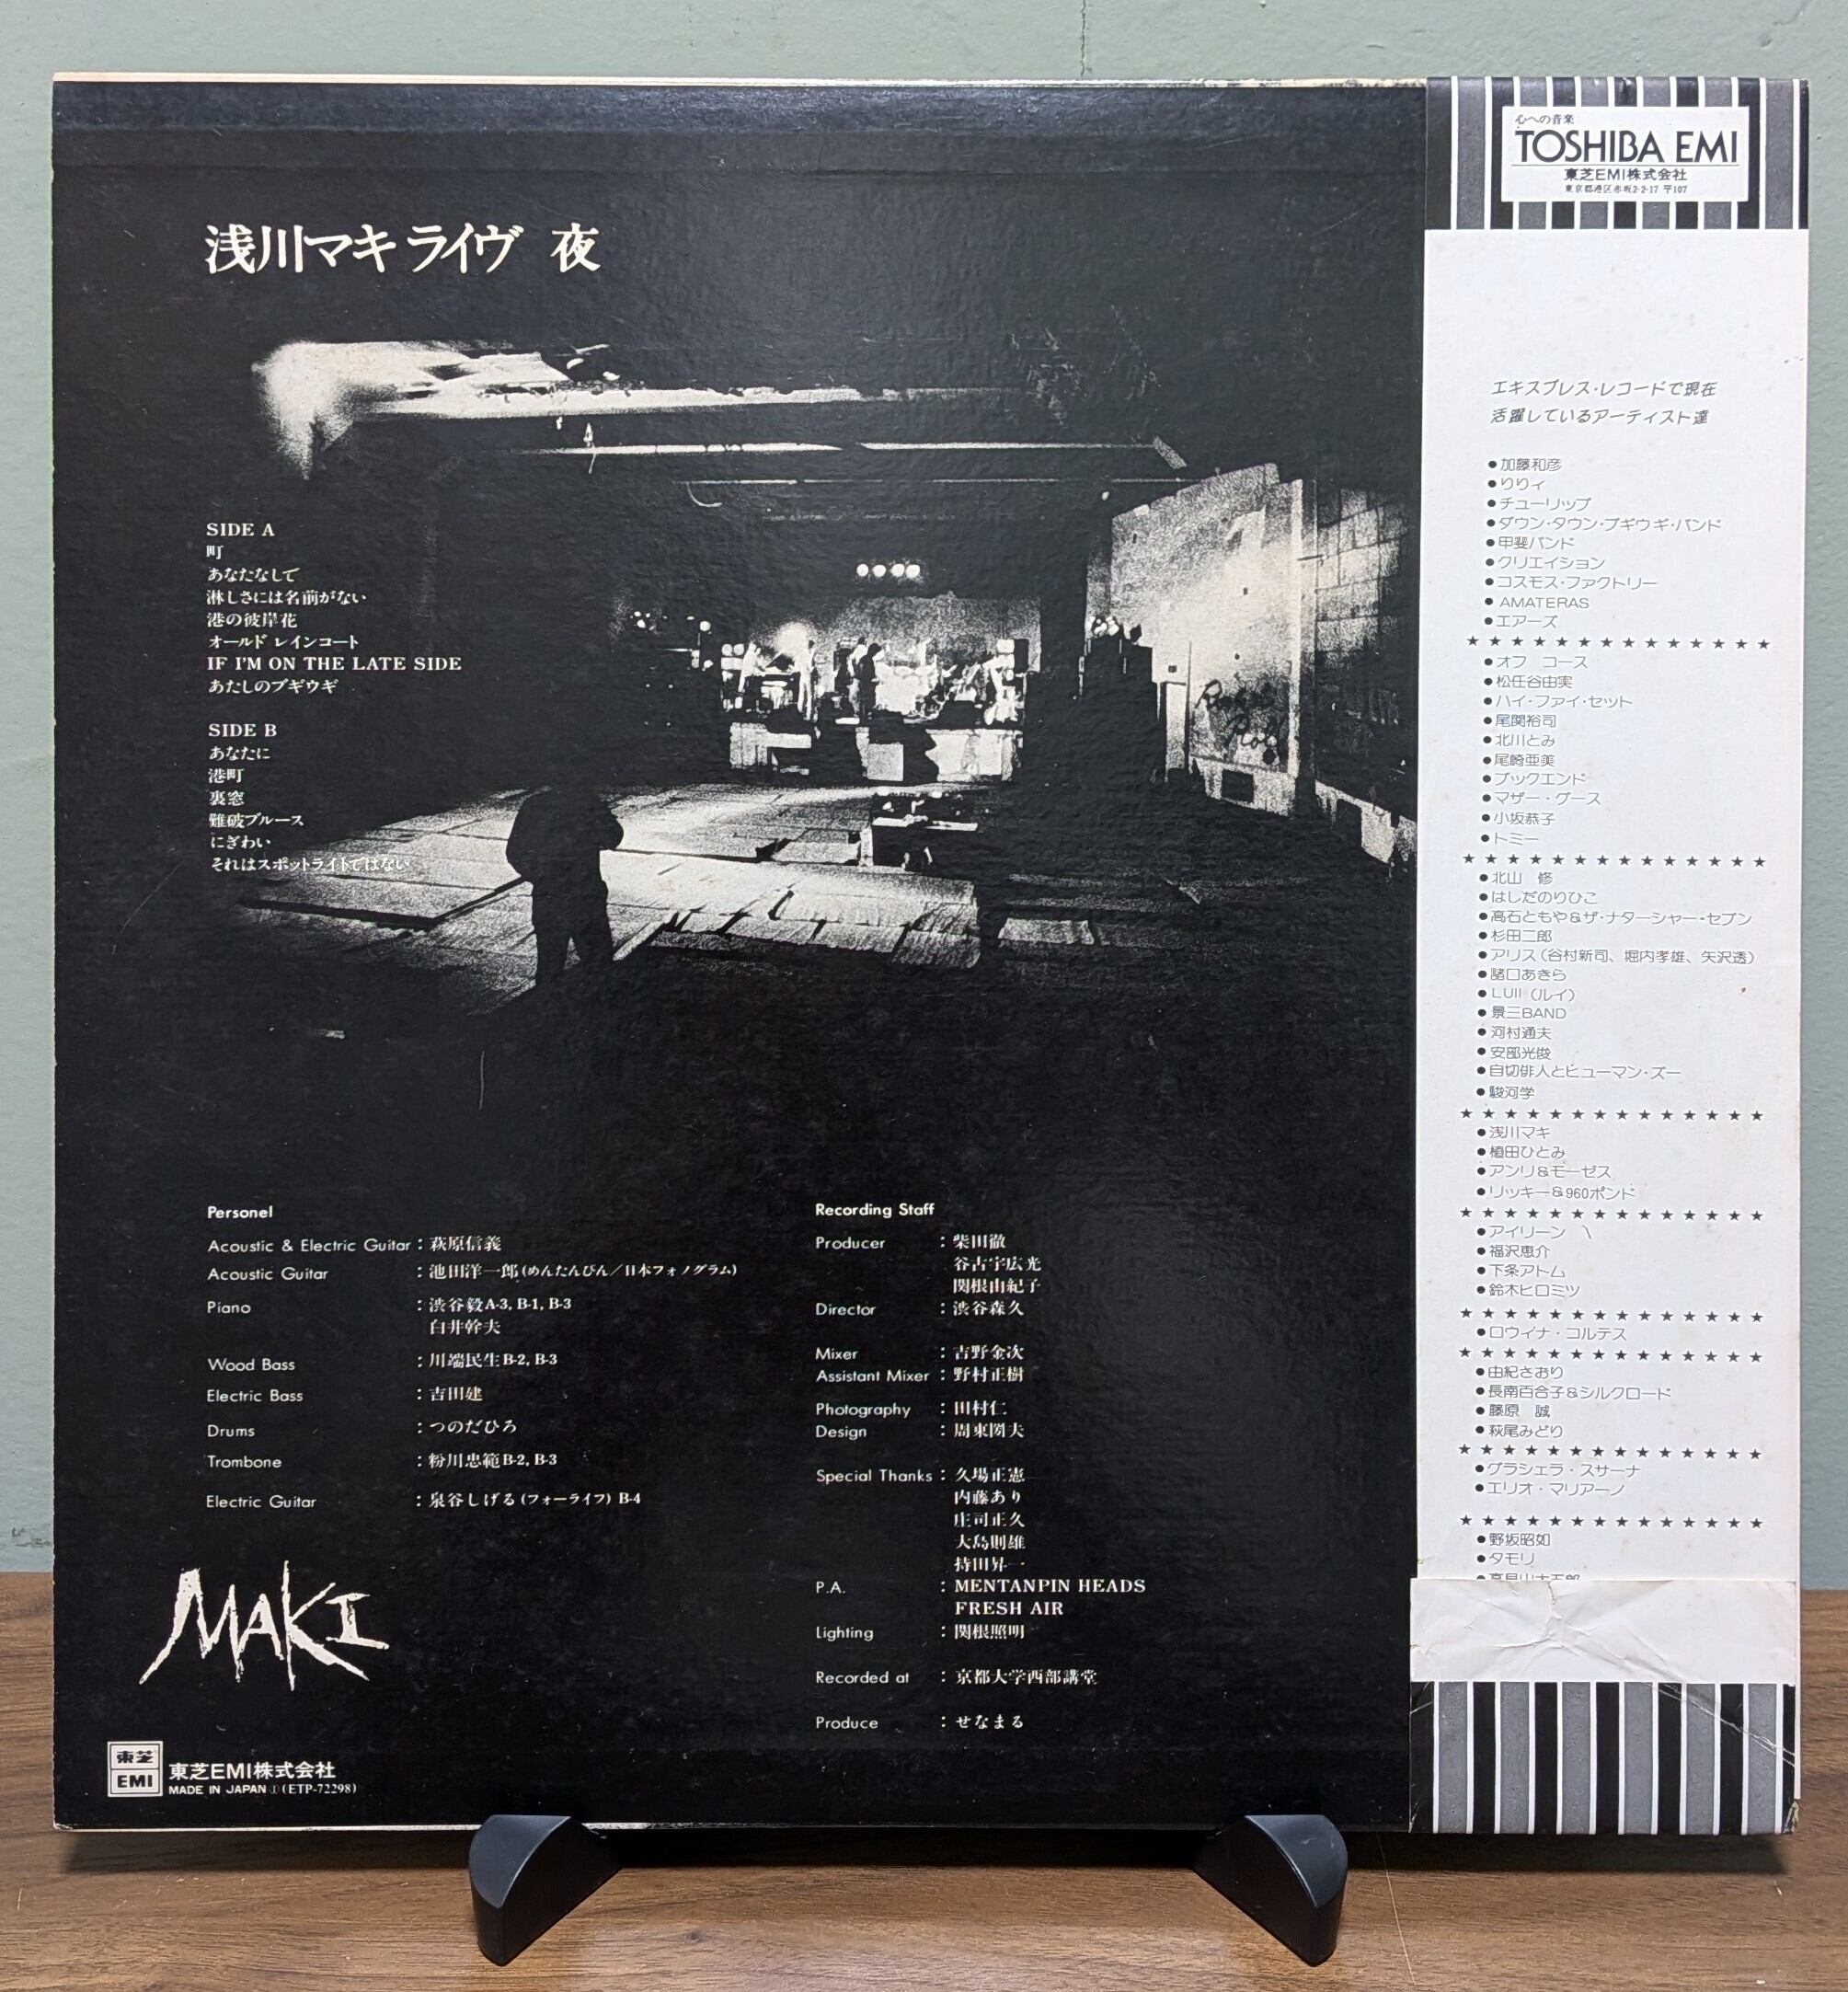 浅川マキ ライヴ 夜
SIDE A
町
あなたなしで
淋しさには名前がない
港の彼岸花
オールド レインコート
IF I'M ON THE LATE SIDE
あたしのブギウギ
SIDE B
あなたに
港町
裏窓
難破ブルース
にぎわい
それはスポットライトではない
Personel
Acoustic & Electric Guitar : 萩原信義
Acoustic Guitar : 池田洋一郎(めんたんぴん/日本フォノグラム)
Piano : 渋谷毅A-3, B-1, B-3
白井幹夫
Wood Bass : 川端民生B-2, B-3
Electric Bass : 吉田建
Drums : つのだひろ
Trombone : 粉川忠範B-2, B-3
Electric Guitar : 泉谷しげる(フォーライフ) B-4
Recording Staff
Producer : 柴田徹
谷古宇広光
関根由紀子
Director : 渋谷森久
Mixer : 吉野金次
Assistant Mixer : 野村正樹
Photography : 田村仁
Design : 周東閃夫
Special Thanks : 久場正憲
内藤あり
庄司正久
大島則雄
持田昇一
P.A. : MENTANPIN HEADS
FRESH AIR
Lighting : 関根照明
Recorded at : 京都大学西部講堂
Produce : せなまる
MAKI
東芝
EMI
東芝EMI株式会社
MADE IN JAPAN Ⓘ (ETP-72298)
心への音楽
TOSHIBA EMI
東芝EMI株式会社
東京都港区赤坂2-2-17 〒107
エキスプレス・レコードで現在
活躍しているアーティスト達
●加藤和彦
●りりィ
●チューリップ
●ダウン・タウン・ブギウギ・バンド
●甲斐バンド
●クリエイション
●コスモス・ファクトリー
●AMATERAS
●エアーズ
★★★★★★★★★★★★★★
●オフ コース
●松任谷由実
●ハイ・ファイ・セット
●尾関裕司
●北川とみ
●尾崎亜美
●ブックエンド
●マザー・グース
●小坂恭子
●トミー
★★★★★★★★★★★★★★
●北山 修
●はしだのりひこ
●高石ともや&ザ・ナターシャー・セブン
●杉田二郎
●アリス(谷村新司、堀内孝雄、矢沢透)
●諸口あきら
●LUII (ルイ)
●景三BAND
●河村通夫
●安部光俊
●自切俳人とヒューマン・ズー
●駿河学
★★★★★★★★★★★★★★
●浅川マキ
●植田ひとみ
●アンリ&モーゼス
●リッキー&960ポンド
★★★★★★★★★★★★★★
●アイリーン
●福沢恵介
●下条アトム
●鈴木ヒロミツ
★★★★★★★★★★★★★★
●ロウィナ・コルテス
★★★★★★★★★★★★★★
●由紀さおり
●長南百合子&シルクロード
●藤原 誠
●萩尾みどり
★★★★★★★★★★★★★★
●グラシェラ・スサーナ
●エリオ・マリアーノ
★★★★★★★★★★★★★★
●野坂昭如
●タモリ